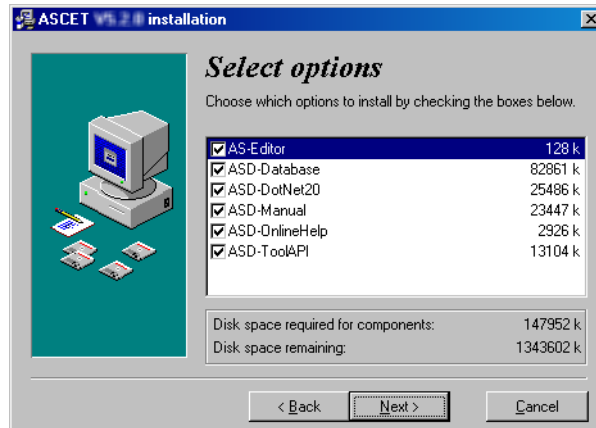 ASCET installation
Select options
Choose which options to install by checking the boxes below.
AS-Editor 128 k
ASD-Database 82861 k
ASD-DotNet20 25486 k
ASD-Manual 23447 k
ASD-OnlineHelp 2926 k
ASD-ToolAPI 13104 k
Disk space required for components: 147952 k
Disk space remaining: 1343602 k
< Back Next > Cancel